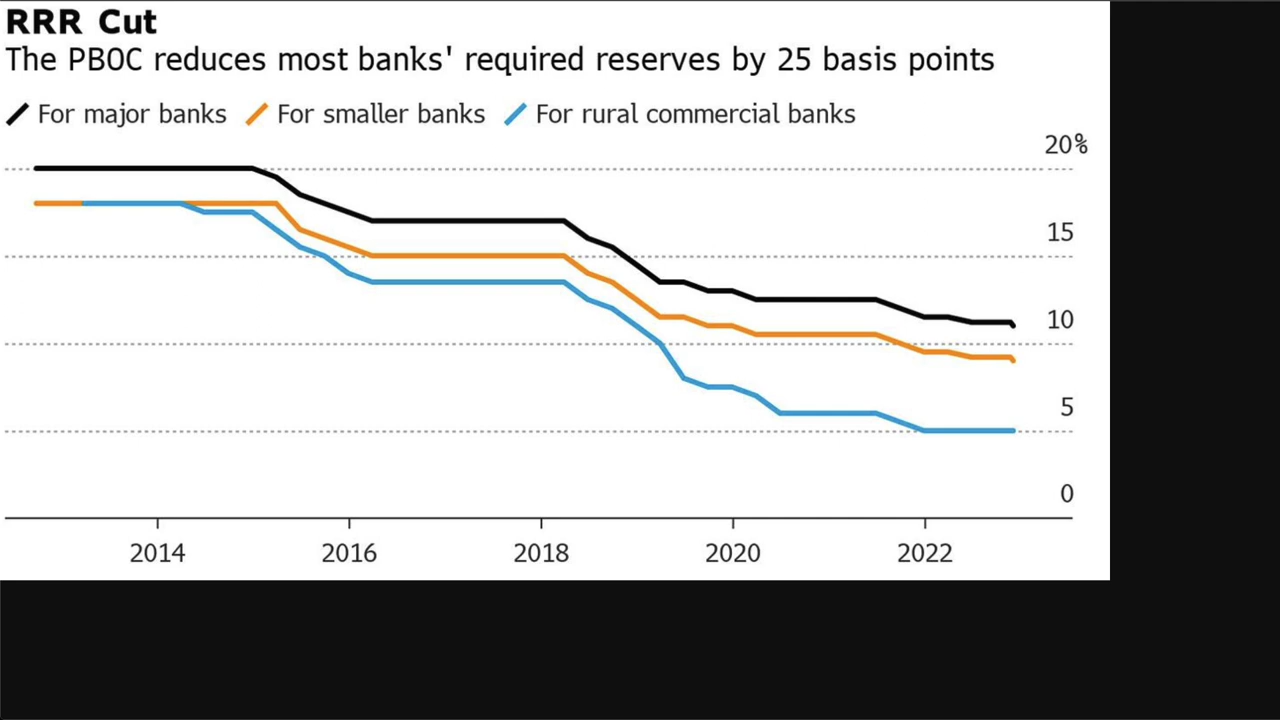 RRR Cut
The PBOC reduces most banks' required reserves by 25 basis points
For major banks For smaller banks For rural commercial banks
20%
15
10
5
0
2014 2016 2018 2020 2022